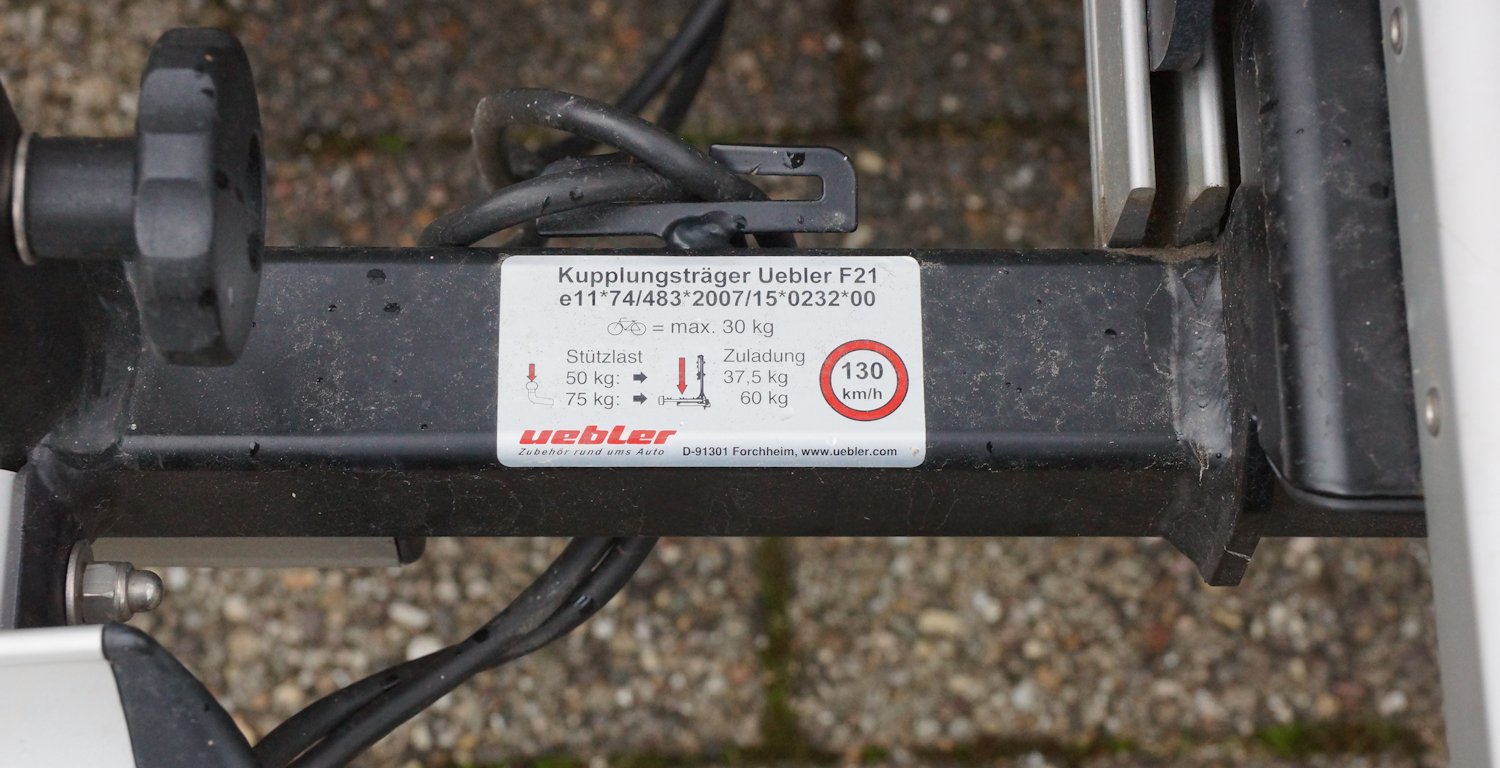 Kupplungsträger Uebler F21
e11*74/483*2007/15*0232*00
= max. 30 kg
Stützlast Zuladung
50 kg: 37,5 kg
75 kg: 60 kg
130
km/h
uebler
Zubehör rund ums Auto D-91301 Forchheim, www.uebler.com